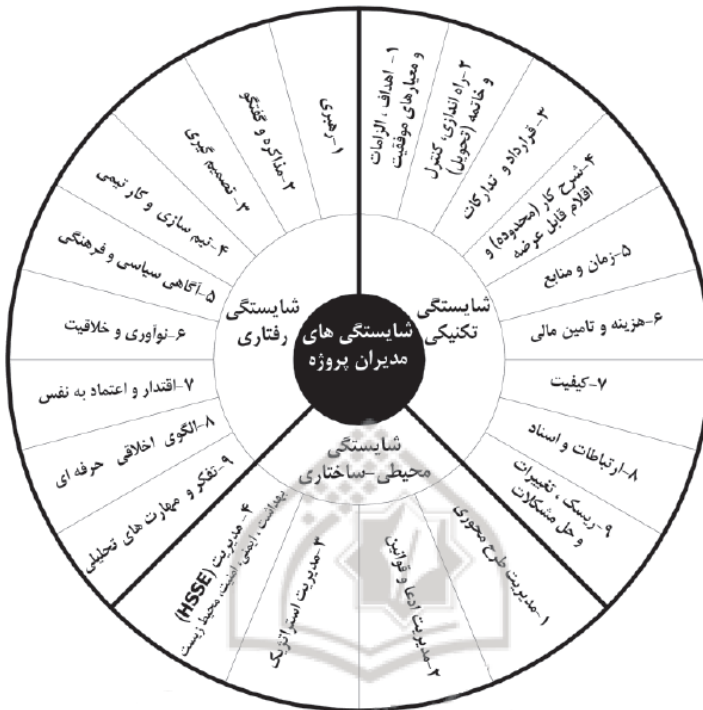 شایستگی های
مدیران پروژه
شایستگی
تکنیکی
۱- اهداف ، الزامات
و معیارهای موفقیت
۲-راه اندازی، کنترل
و خاتمه (تحویل)
۳- قرارداد و تدارکات
۴-شرح کار (محدوده) و
اقلام قابل عرضه
۵-زمان و منابع
۶-هزینه و تامین مالی
۷-کیفیت
۸-ارتباطات و اسناد
۹-ریسک ، تغییرات
و حل مشکلات
شایستگی
محیطی-ساختاری
۱-مدیریت طرح محوری
۲-مدیریت ادعا و قوانین
۳-مدیریت استراتژیک
۴- مدیریت (HSSE)
بهداشت، ایمنی، امنیت، محیط زیست
شایستگی
رفتاری
۱-رهبری
۲-مذاکره و گفتگو
۳- تصمیم گیری
۴-تیم سازی و کار تیمی
۵-آگاهی سیاسی و فرهنگی
۶-نوآوری و خلاقیت
۷-اقتدار و اعتماد به نفس
۸-الگوی اخلاقی حرفه ای
۹-تفکر و مهارت های تحلیلی